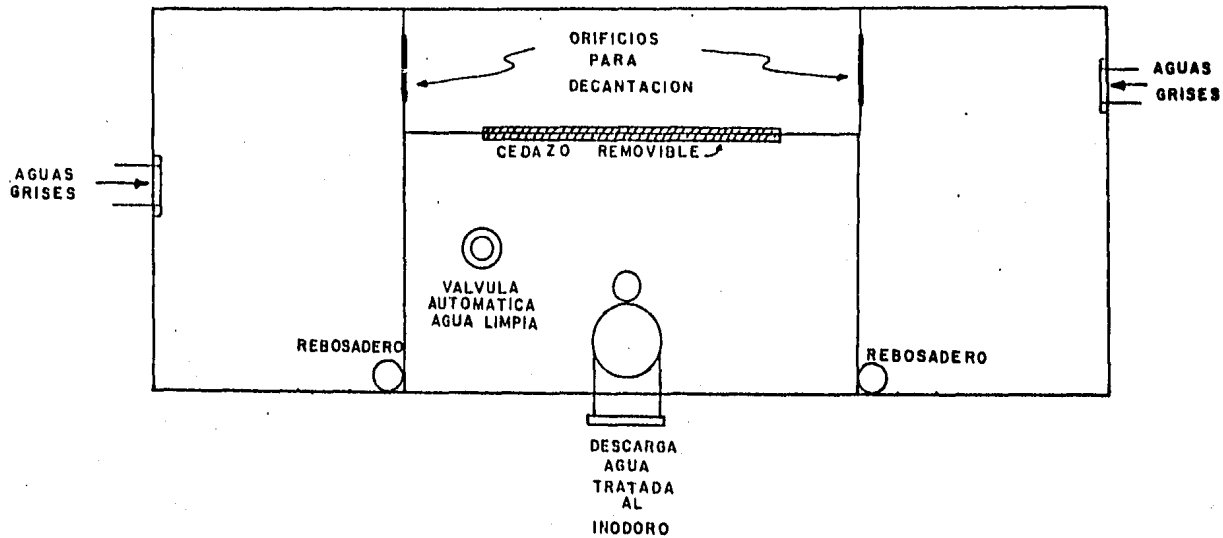 ORIFICIOS
PARA
DECANTACION
AGUAS
GRISES
CEDAZO REMOVIBLE
AGUAS
GRISES
VALVULA
AUTOMATICA
AGUA LIMPIA
REBOSADERO
REBOSADERO
DESCARGA
AGUA
TRATADA
AL
INODORO